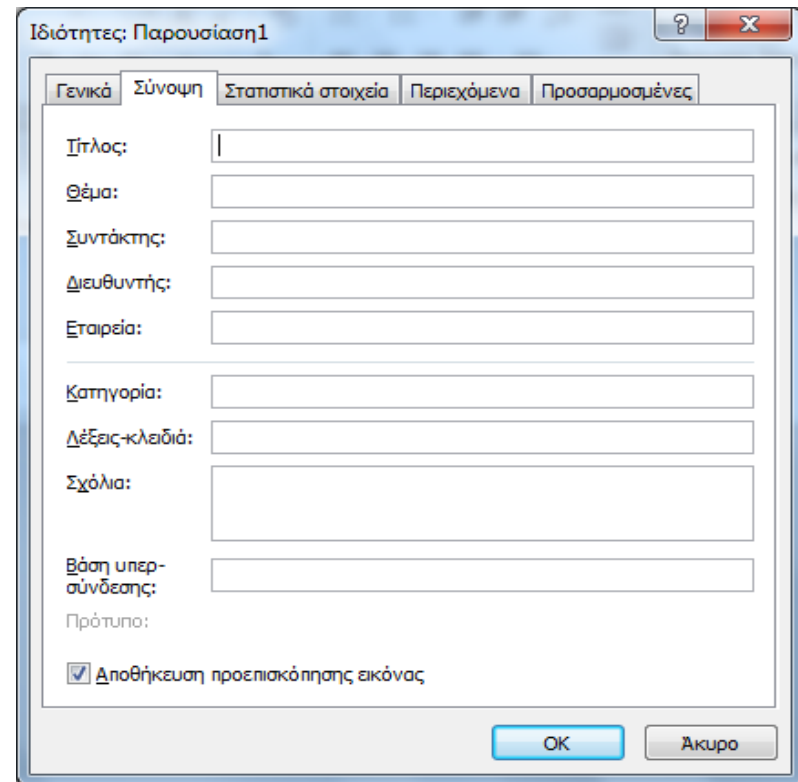 Ιδιότητες: Παρουσίαση1
Γενικά Σύνοψη Στατιστικά στοιχεία Περιεχόμενα Προσαρμοσμένες
Τίτλος:
Θέμα:
Συντάκτης:
Διευθυντής:
Εταιρεία:
Κατηγορία:
Λέξεις-κλειδιά:
Σχόλια:
Βάση υπερ-
σύνδεσης:
Πρότυπο:
Αποθήκευση προεπισκόπησης εικόνας
OK Άκυρο